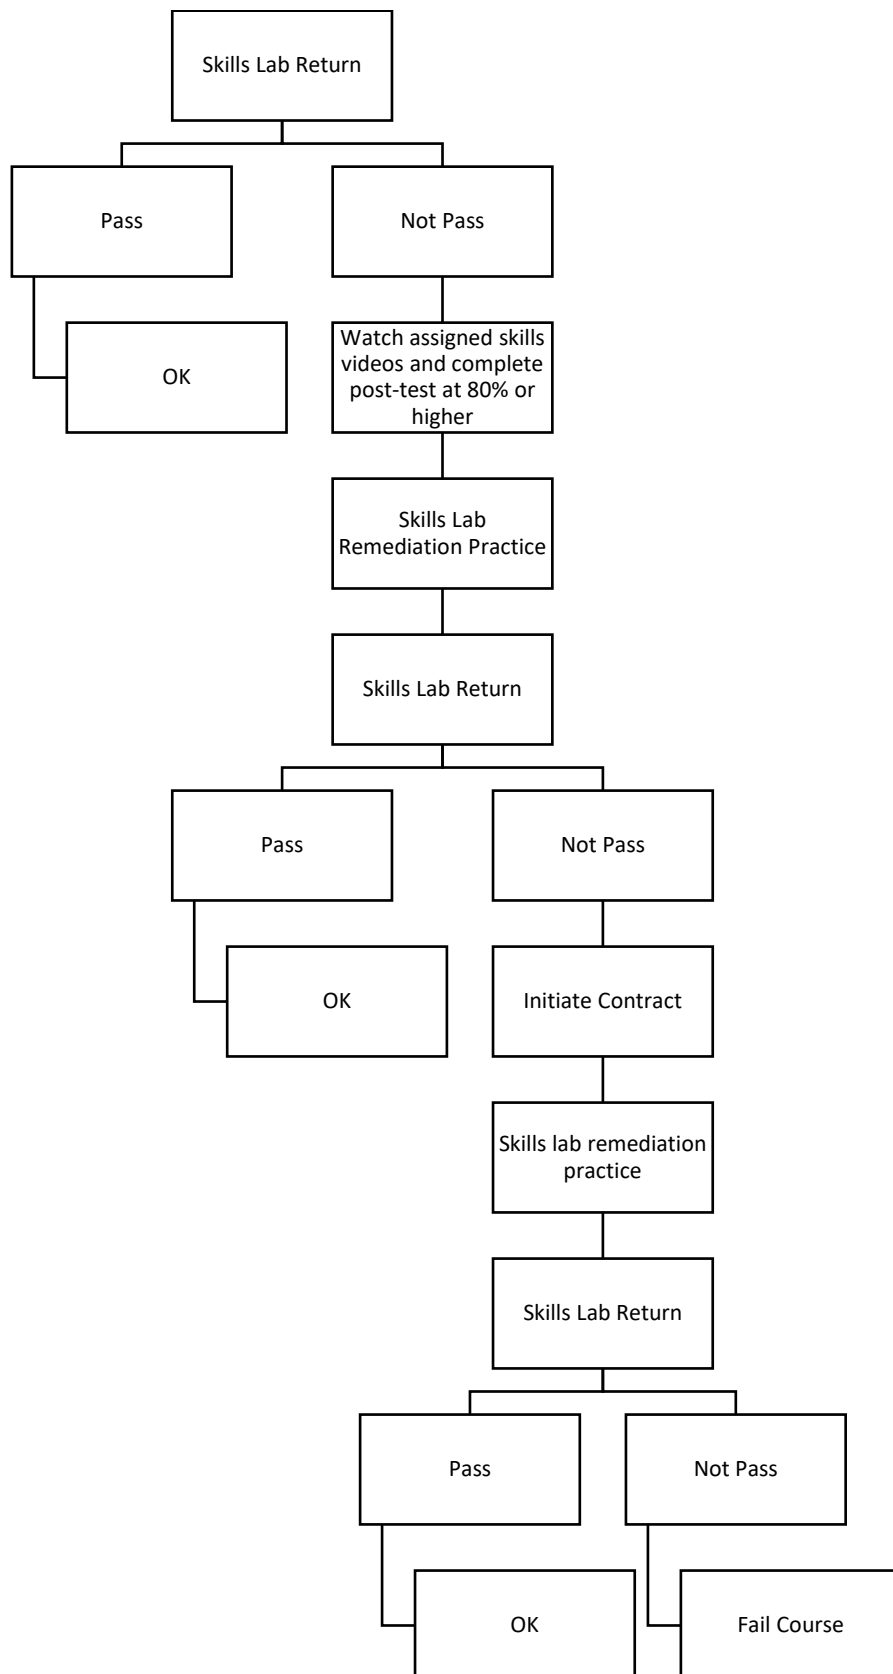 Skills Lab Return
Pass
Not Pass
OK
Watch assigned skills
videos and complete
post-test at 80% or
higher
Skills Lab
Remediation Practice
Skills Lab Return
Pass
Not Pass
OK
Initiate Contract
Skills lab remediation
practice
Skills Lab Return
Pass
Not Pass
OK
Fail Course